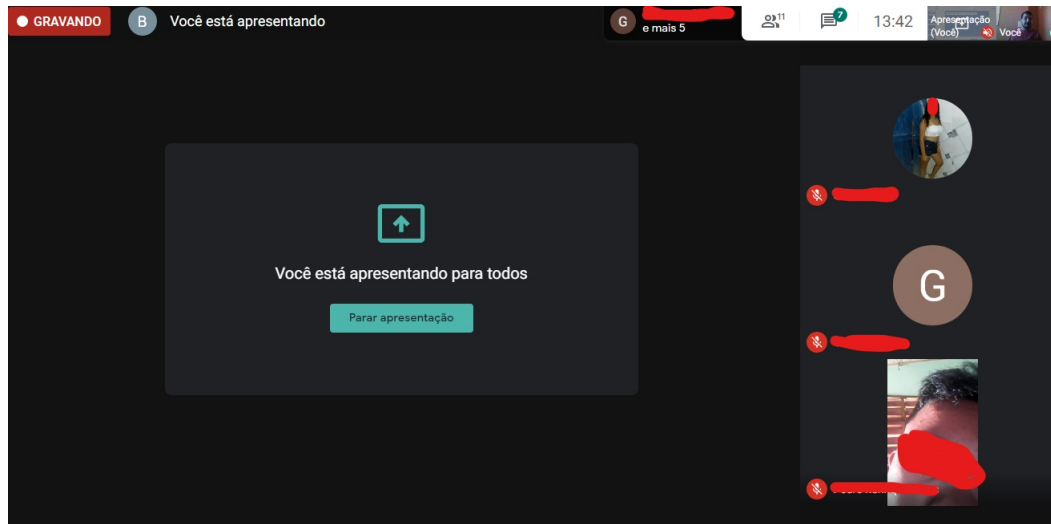 GRAVANDO
B
Você está apresentando
G
e mais 5
11
7
13:42
Apresentação
(Você)
Você
Você está apresentando para todos
Parar apresentação
G